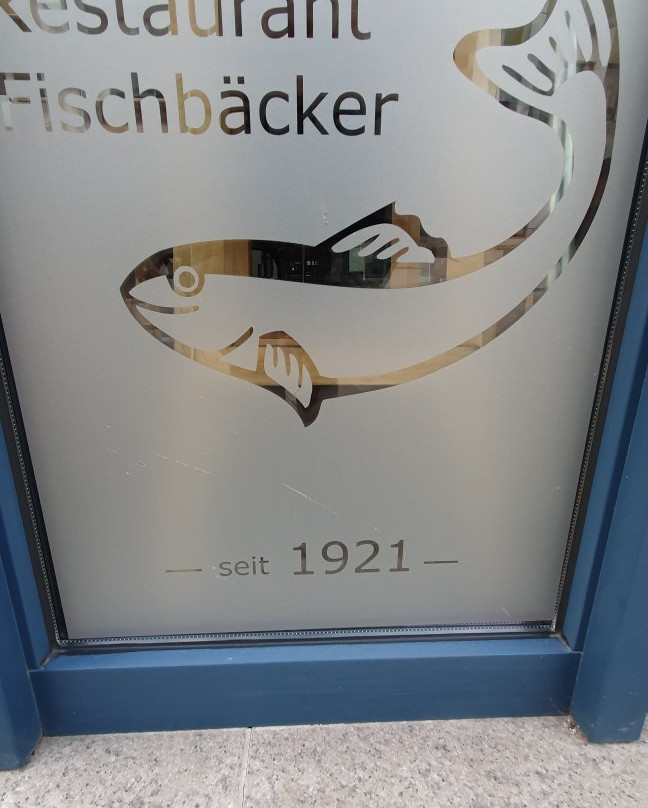 Restaurant
Fischbäcker
— seit 1921 —